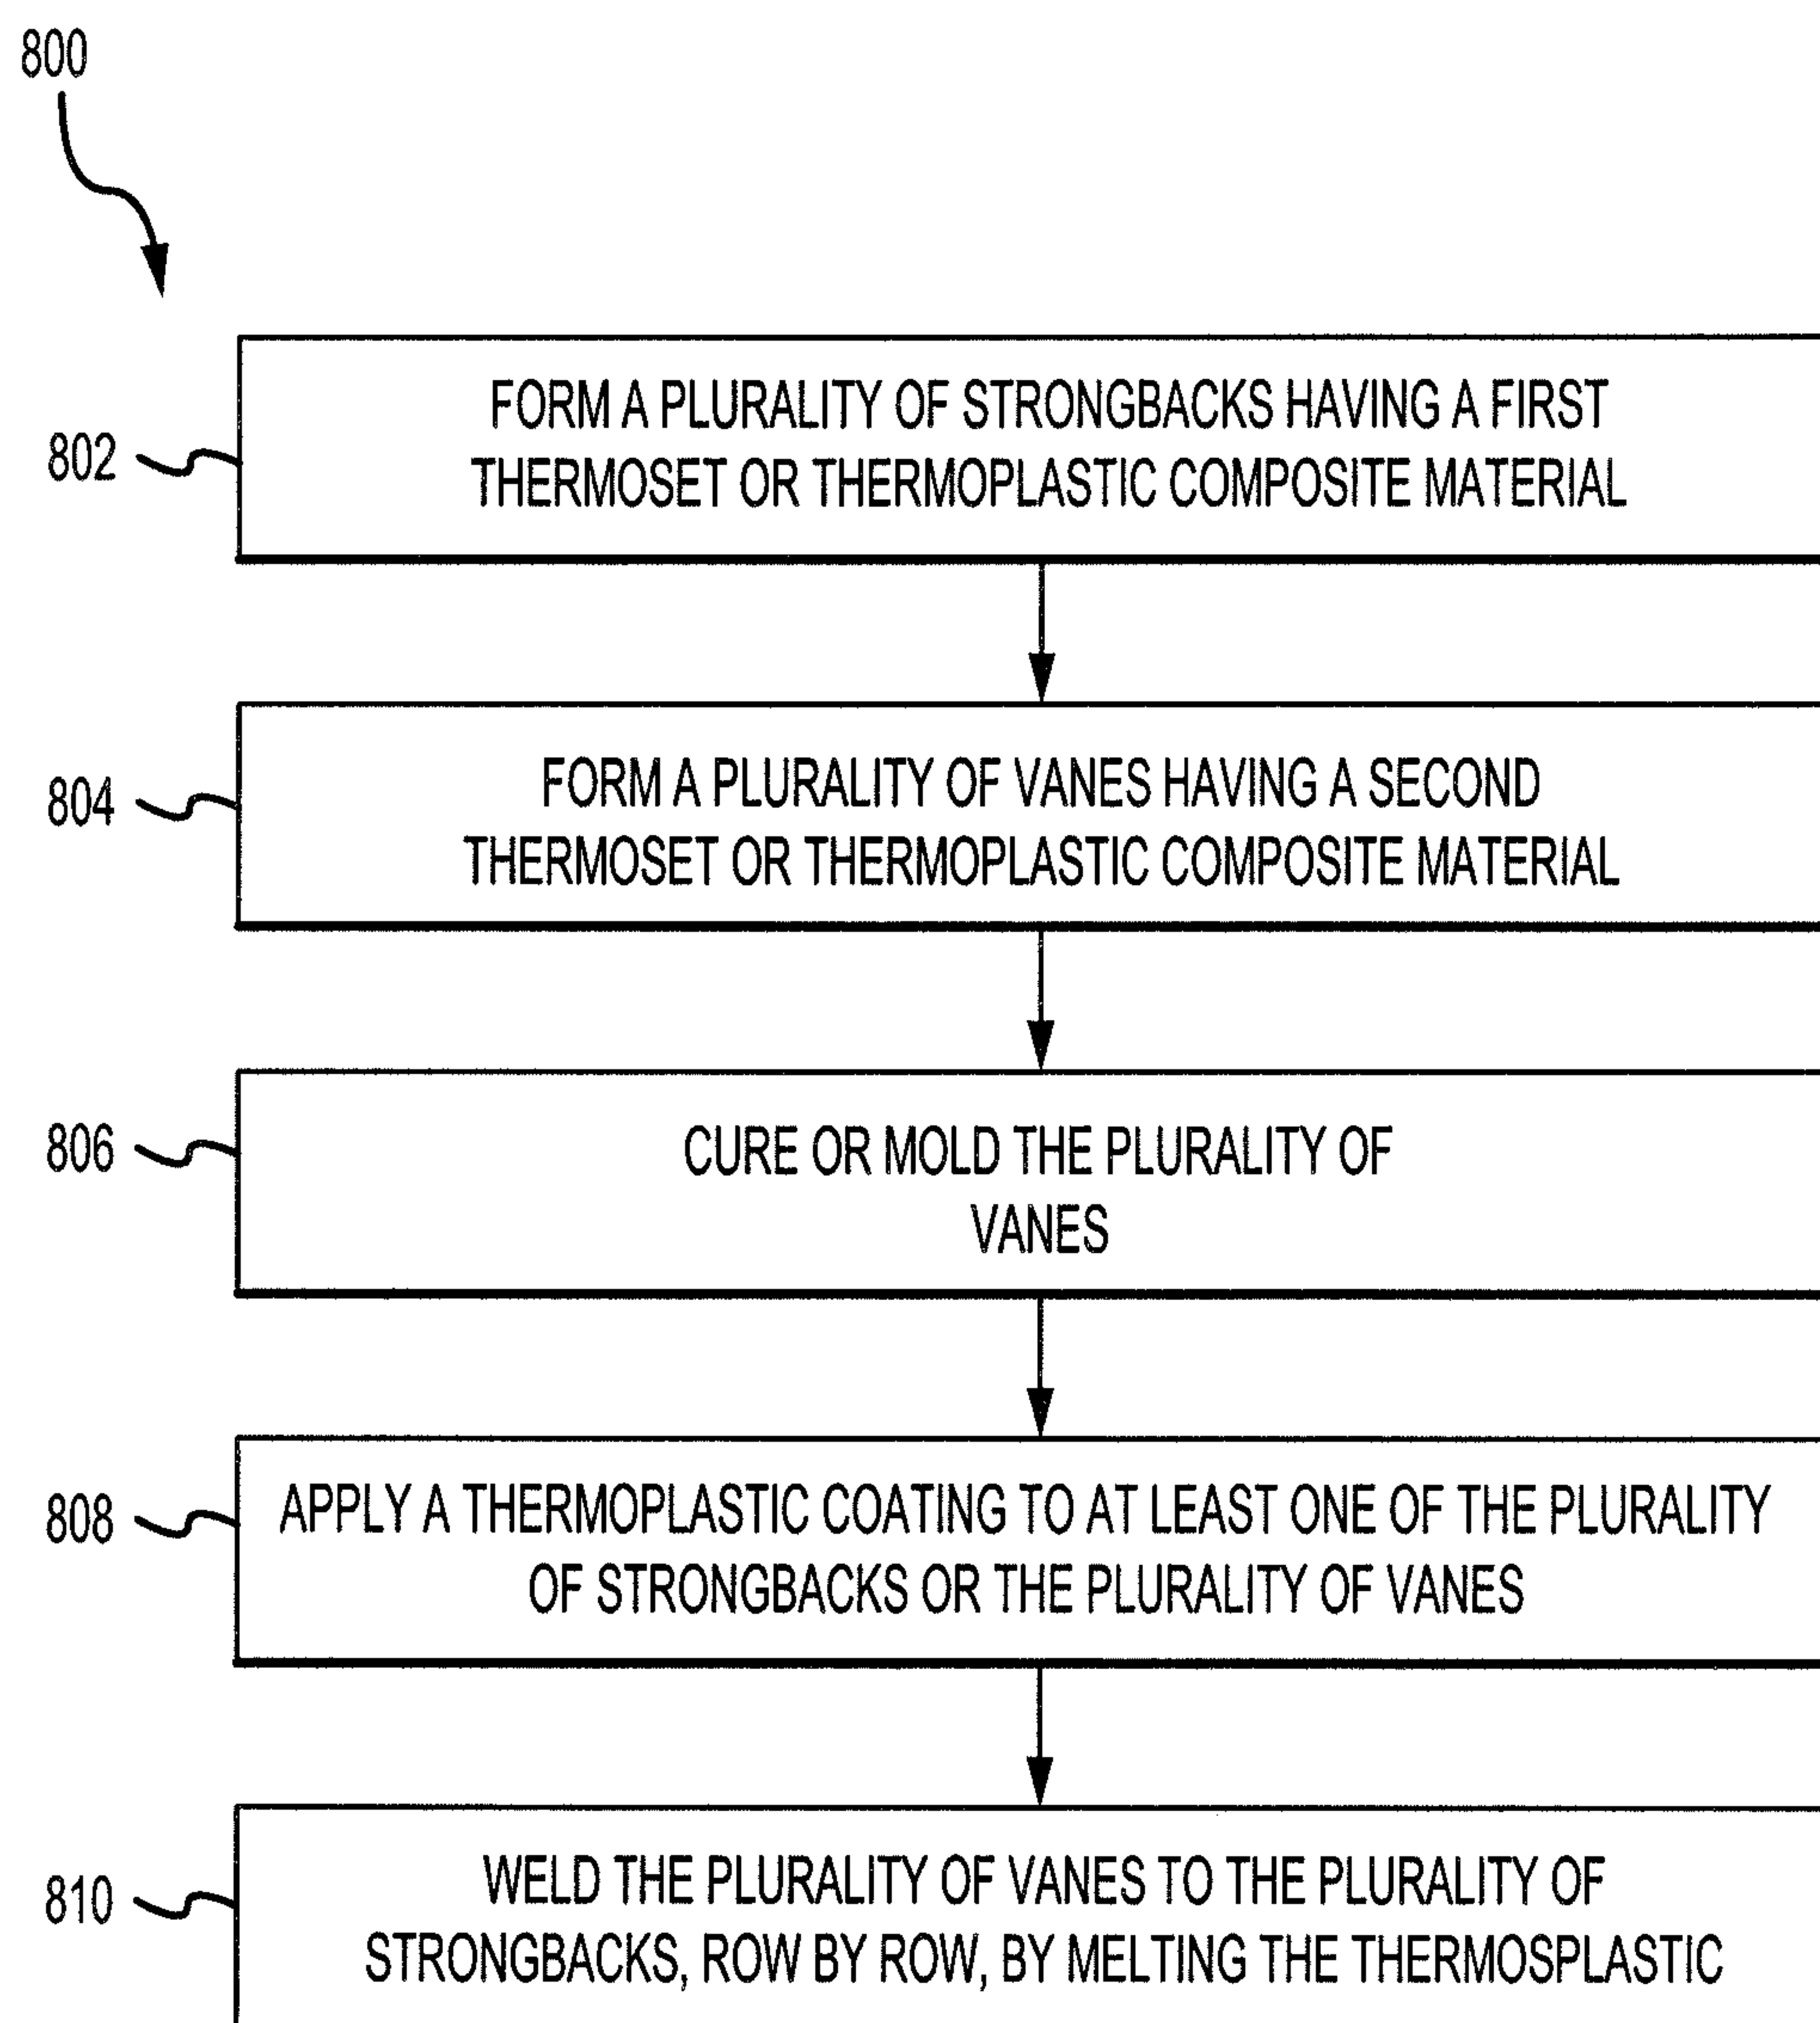 800
802
FORM A PLURALITY OF STRONGBACKS HAVING A FIRST
THERMOSET OR THERMOPLASTIC COMPOSITE MATERIAL
804
FORM A PLURALITY OF VANES HAVING A SECOND
THERMOSET OR THERMOPLASTIC COMPOSITE MATERIAL
806
CURE OR MOLD THE PLURALITY OF
VANES
808
APPLY A THERMOPLASTIC COATING TO AT LEAST ONE OF THE PLURALITY
OF STRONGBACKS OR THE PLURALITY OF VANES
810
WELD THE PLURALITY OF VANES TO THE PLURALITY OF
STRONGBACKS, ROW BY ROW, BY MELTING THE THERMOSPLASTIC